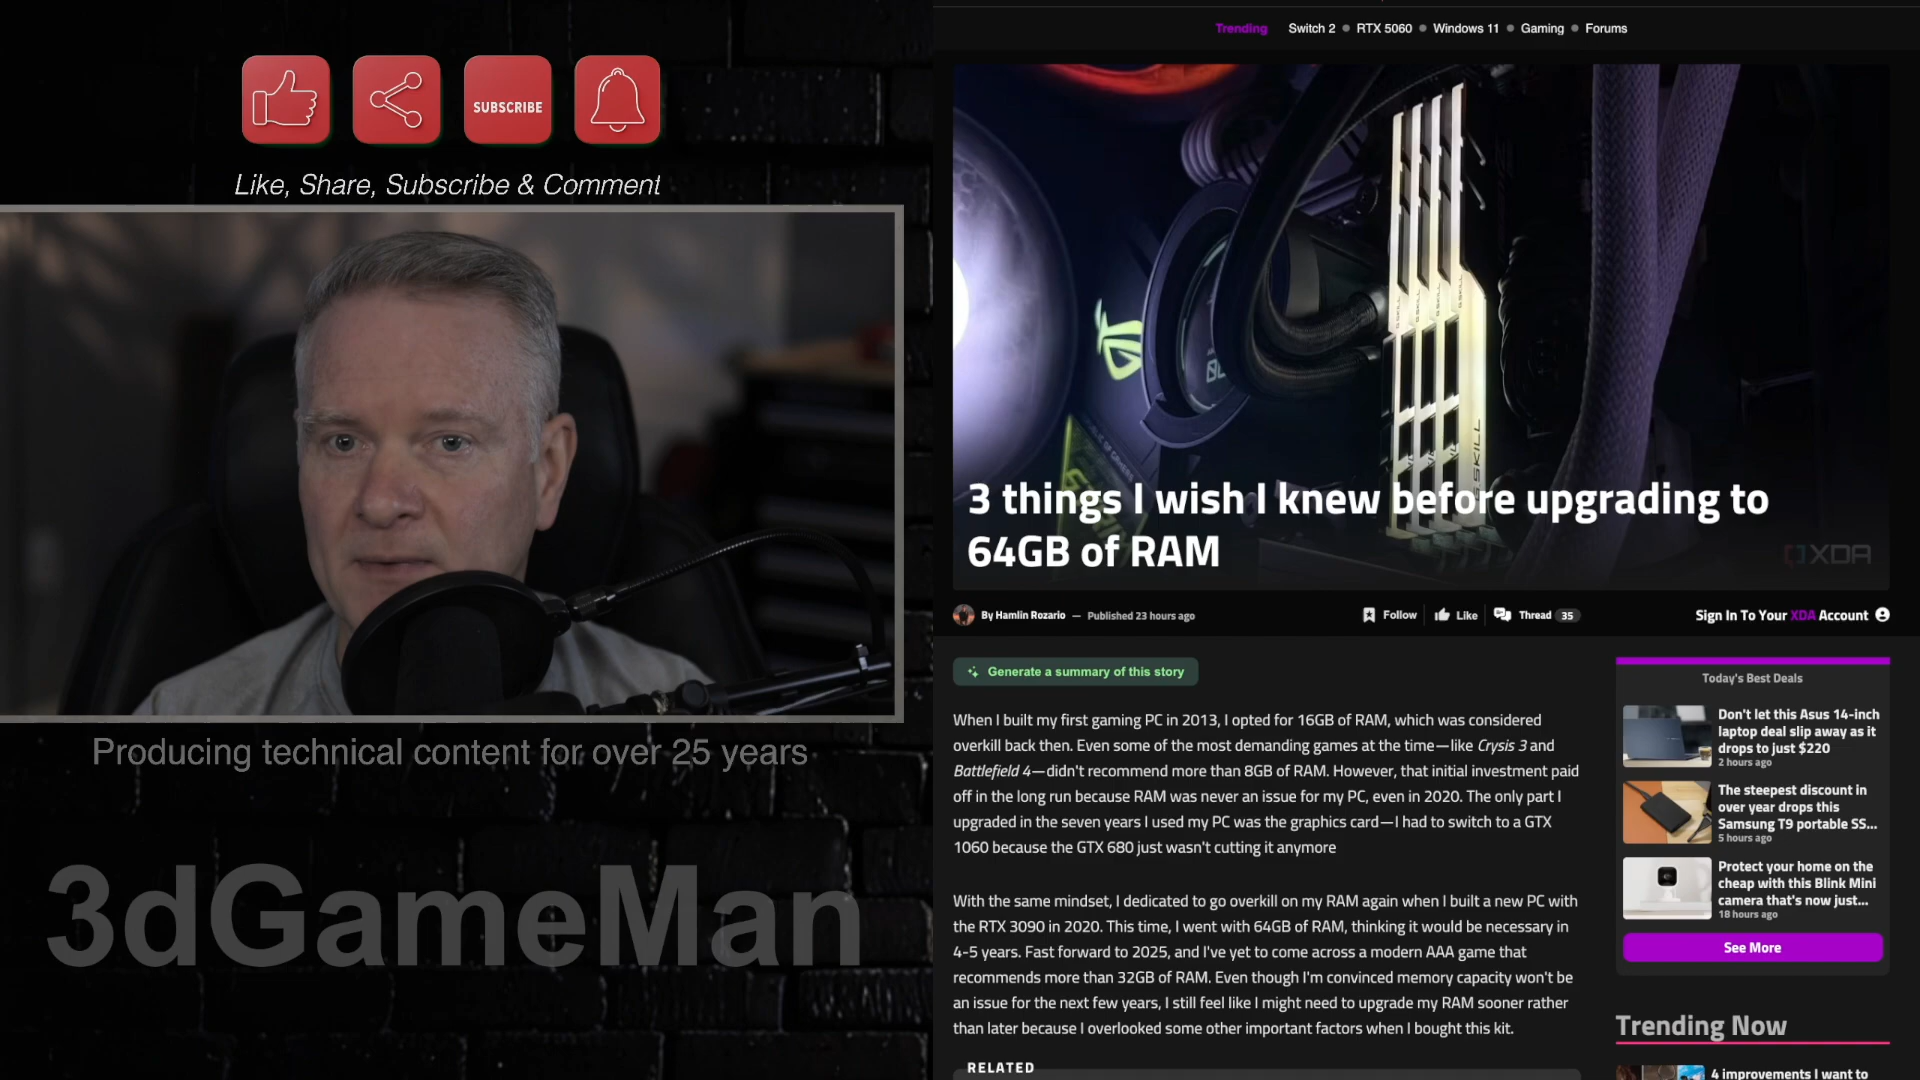 SUBSCRIBE
Like, Share, Subscribe & Comment
Producing technical content for over 25 years
3dGameMan
Trending Switch 2 RTX 5060 Windows 11 Gaming Forums
G.SKILL
3 things I wish I knew before upgrading to
64GB of RAM
XDA
By Hamlin Rozario — Published 23 hours ago
Follow Like Thread 35
Sign In To Your XDA Account
Generate a summary of this story
When I built my first gaming PC in 2013, I opted for 16GB of RAM, which was considered
overkill back then. Even some of the most demanding games at the time—like Crysis 3 and
Battlefield 4—didn't recommend more than 8GB of RAM. However, that initial investment paid
off in the long run because RAM was never an issue for my PC, even in 2020. The only part I
upgraded in the seven years I used my PC was the graphics card—I had to switch to a GTX
1060 because the GTX 680 just wasn't cutting it anymore
With the same mindset, I dedicated to go overkill on my RAM again when I built a new PC with
the RTX 3090 in 2020. This time, I went with 64GB of RAM, thinking it would be necessary in
4-5 years. Fast forward to 2025, and I've yet to come across a modern AAA game that
recommends more than 32GB of RAM. Even though I'm convinced memory capacity won't be
an issue for the next few years, I still feel like I might need to upgrade my RAM sooner rather
than later because I overlooked some other important factors when I bought this kit.
RELATED
Today's Best Deals
Don't let this Asus 14-inch
laptop deal slip away as it
drops to just $220
2 hours ago
The steepest discount in
over year drops this
Samsung T9 portable SS...
5 hours ago
Protect your home on the
cheap with this Blink Mini
camera that's now just...
18 hours ago
See More
Trending Now
4 improvements I want to